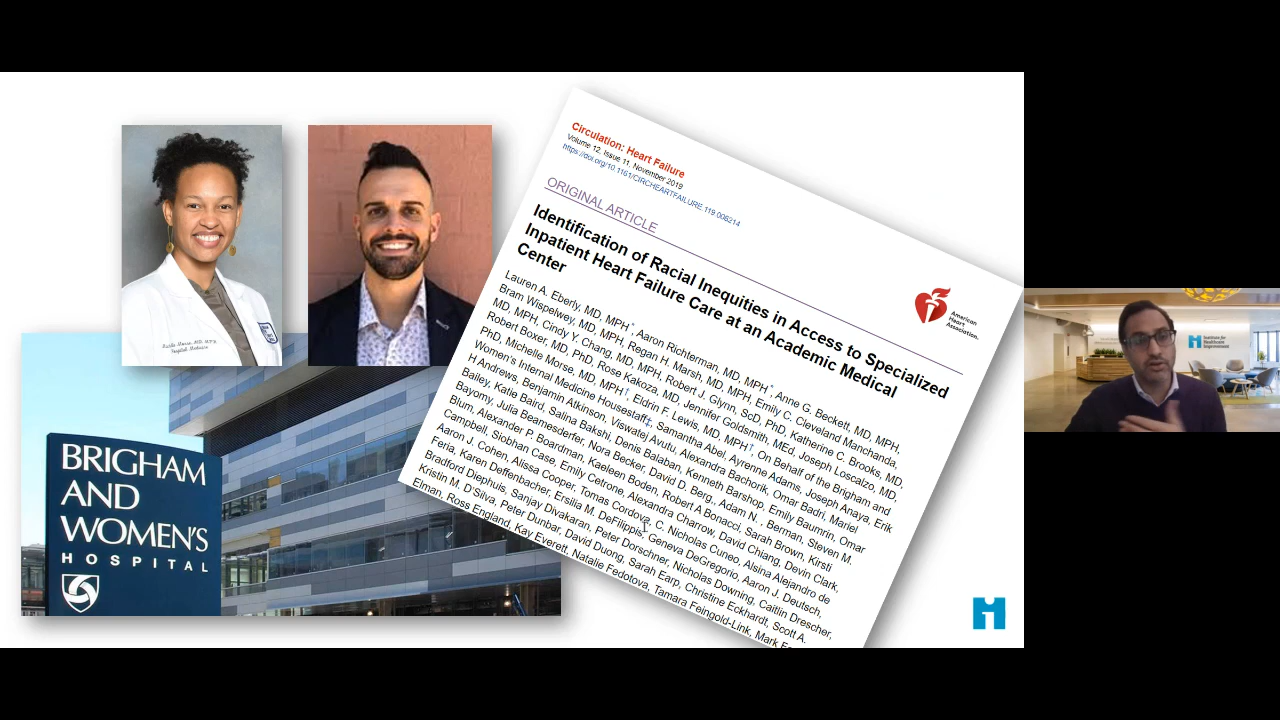 Michelle Morse, MD, MPH
Hospital Medicine
BRIGHAM
AND
WOMEN'S
HOSPITAL
Circulation: Heart Failure
Volume 12, Issue 11, November 2019
https://doi.org/10.1161/CIRCHEARTFAILURE.119.006214
ORIGINAL ARTICLE
Identification of Racial Inequities in Access to Specialized
Inpatient Heart Failure Care at an Academic Medical
Center
American
Heart
Association.
Lauren A. Eberly, MD, MPH*, Aaron Richterman, MD, MPH*, Anne G. Beckett, MD, MPH,
Bram Wispelwey, MD, MPH, Regan H. Marsh, MD, MPH, Emily C. Cleveland Manchanda,
MD, MPH, Cindy Y. Chang, MD, MPH, Robert J. Glynn, ScD, PhD, Katherine C. Brooks, MD,
Robert Boxer, MD, PhD, Rose Kakoza, MD, Jennifer Goldsmith, MEd, Joseph Loscalzo, MD,
PhD, Michelle Morse, MD, MPH†, Eldrin F. Lewis, MD, MPH†, On Behalf of the Brigham and
Women's Internal Medicine Housestaff‡, Samantha Abel, Ayrenne Adams, Joseph Anaya, Erik
H Andrews, Benjamin Atkinson, Viswatej Avutu, Alexandra Bachorik, Omar Badri, Mariel
Bailey, Katie Baird, Salina Bakshi, Denis Balaban, Kenneth Barshop, Emily Baumrin, Omar
Bayomy, Julia Beamesderfer, Nora Becker, David D. Berg, Adam N. , Berman, Steven M.
Blum, Alexander P. Boardman, Kaeleen Boden, Robert A Bonacci, Sarah Brown, Kirsti
Campbell, Siobhan Case, Emily Cetrone, Alexandra Charrow, David Chiang, Devin Clark,
Aaron J. Cohen, Alissa Cooper, Tomas Cordova, C. Nicholas Cuneo, Alsina Alejandro de
Feria, Karen Deffenbacher, Ersilia M. DeFilippis, Geneva DeGregorio, Aaron J. Deutsch,
Bradford Diephuis, Sanjay Divakaran, Peter Dorschner, Nicholas Downing, Caitlin Drescher,
Kristin M. D'Silva, Peter Dunbar, David Duong, Sarah Earp, Christine Eckhardt, Scott A.
Elman, Ross England, Kay Everett, Natalie Fedotova, Tamara Feingold-Link, Mark
Institute for
Healthcare
Improvement